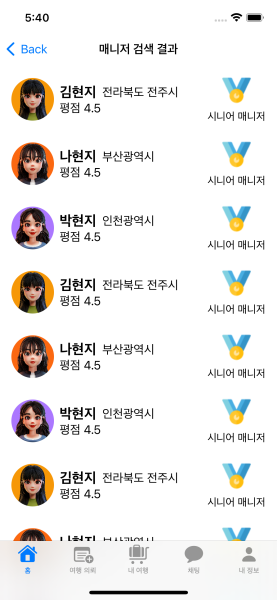 5:40
Back
매니저 검색 결과
김현지 전라북도 전주시
평점 4.5
시니어 매니저
나현지 부산광역시
평점 4.5
시니어 매니저
박현지 인천광역시
평점 4.5
시니어 매니저
김현지 전라북도 전주시
평점 4.5
시니어 매니저
나현지 부산광역시
평점 4.5
시니어 매니저
박현지 인천광역시
평점 4.5
시니어 매니저
김현지 전라북도 전주시
평점 4.5
시니어 매니저
나현지 부산광역시
홈
여행 의뢰
내 여행
채팅
내 정보